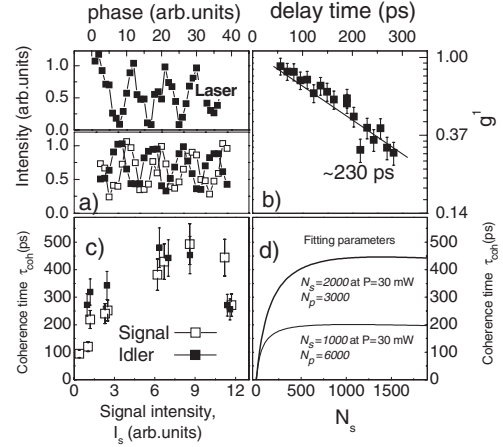 phase (arb.units)
delay time (ps)
0 10 20 30 40
0 100 200 300
Intensity (arb.units)
1.0
0.5
0.0
Laser
1.0
0.5
0.0
a)
b)
~230 ps
1.00
0.37
0.14
g¹
c)
Coherence time τcoh(ps)
500
400
300
200
100
0
Signal
Idler
0 3 6 9 12
Signal intensity,
Is (arb.units)
d)
Fitting parameters
Ns=2000 at P=30 mW
Np=3000
Ns=1000 at P=30 mW
Np=6000
500
400
300
200
100
0
Coherence time τcoh(ps)
0 500 1000 1500
Ns